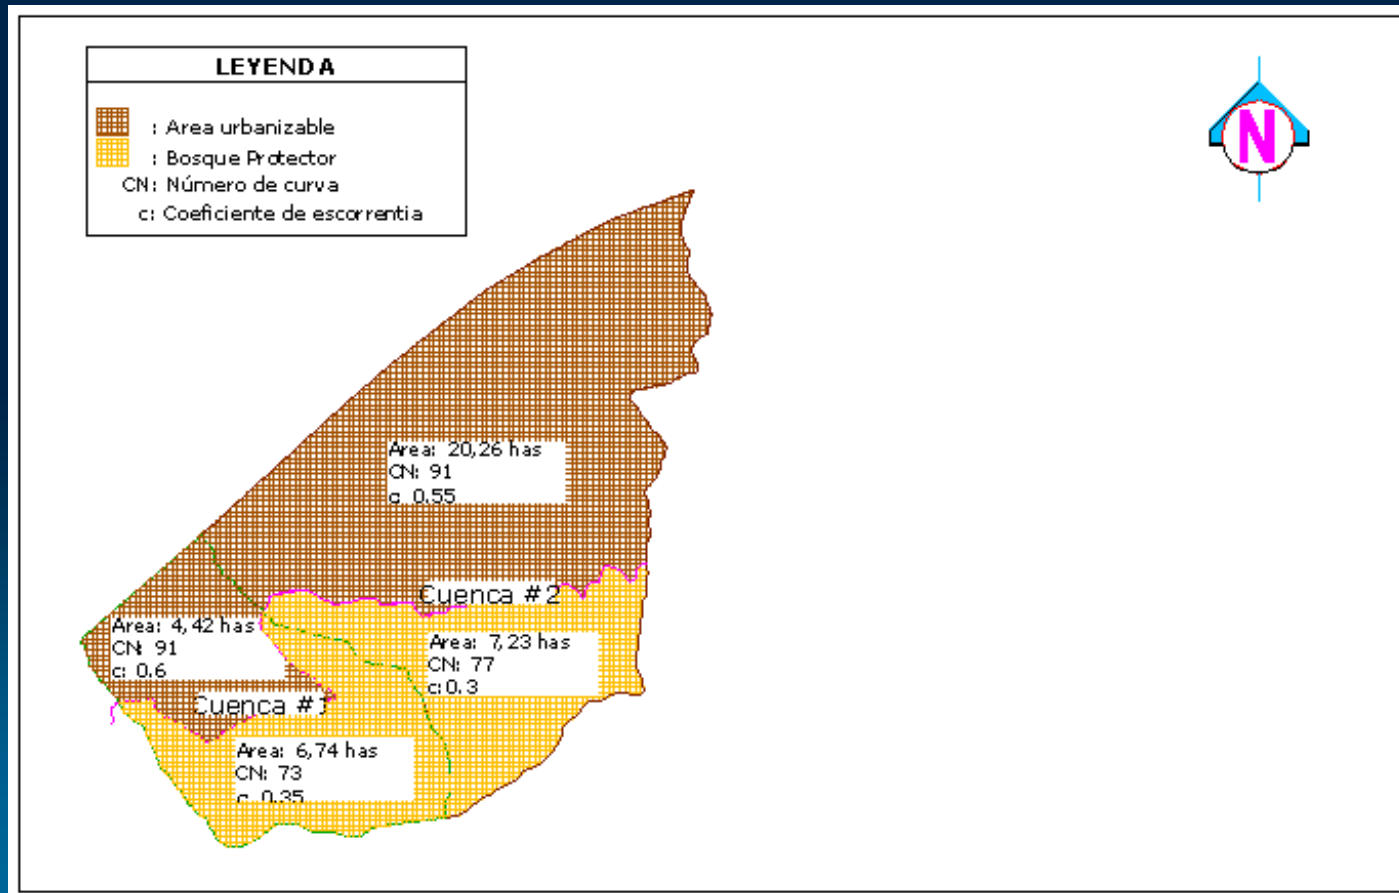 LEYENDA
: Area urbanizable
: Bosque Protector
CN: Número de curva
c: Coeficiente de escorrentia
N
Area: 20,26 has
CN: 91
c. 0.55
Cuenca #2
Area: 4,42 has
CN: 91
c: 0.6
Area: 7,23 has
CN: 77
c: 0.3
Cuenca #1
Area: 6,74 has
CN: 73
c 0.35